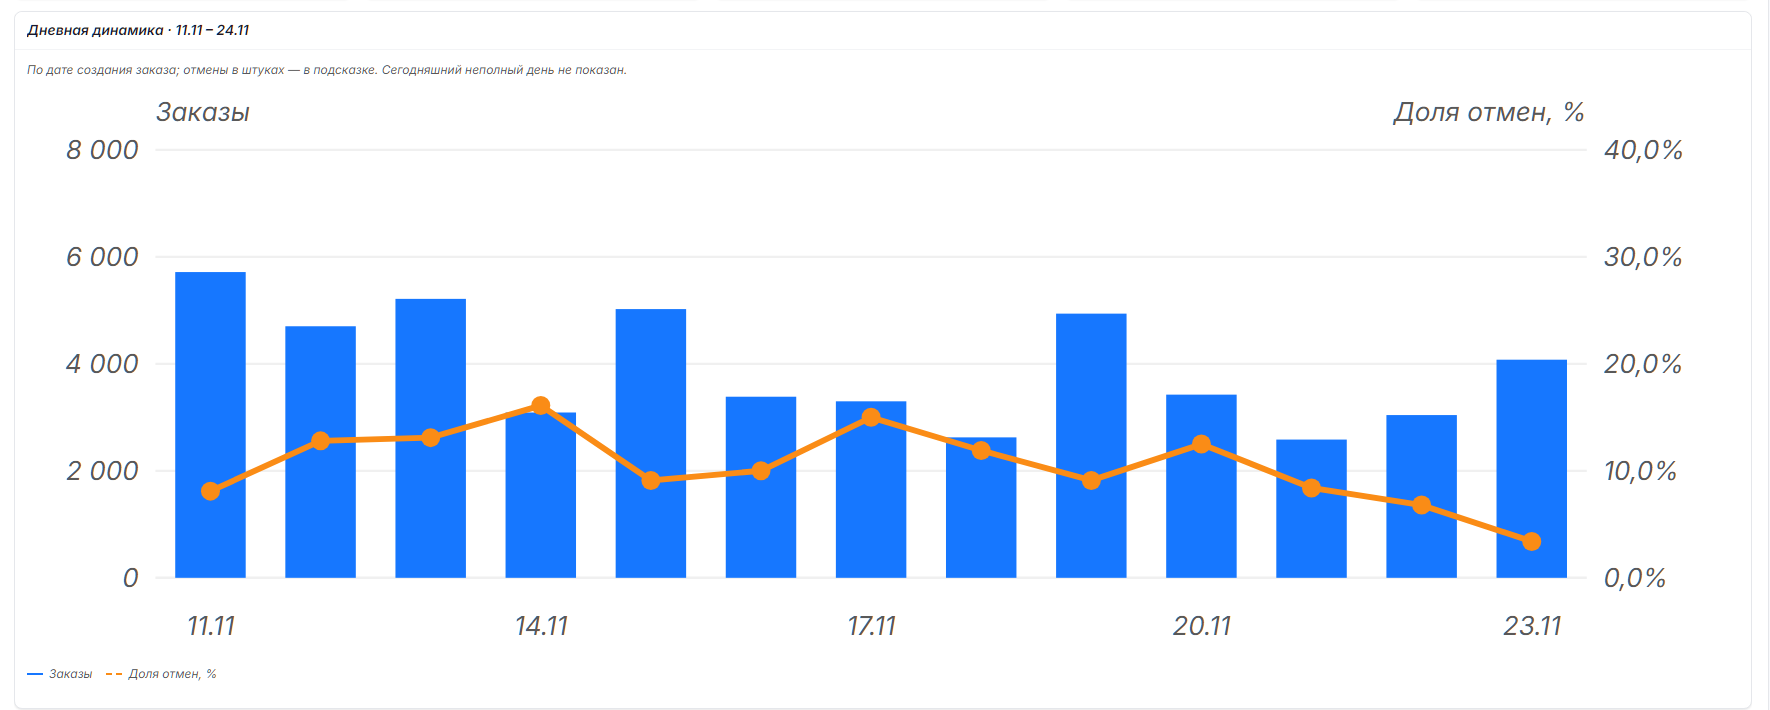 Дневная динамика · 11.11 – 24.11
По дате создания заказа; отмены в штуках — в подсказке. Сегодняшний неполный день не показан.
Заказы Доля отмен, %
8 000 40,0%
6 000 30,0%
4 000 20,0%
2 000 10,0%
0 0,0%
11.11 14.11 17.11 20.11 23.11
Заказы Доля отмен, %